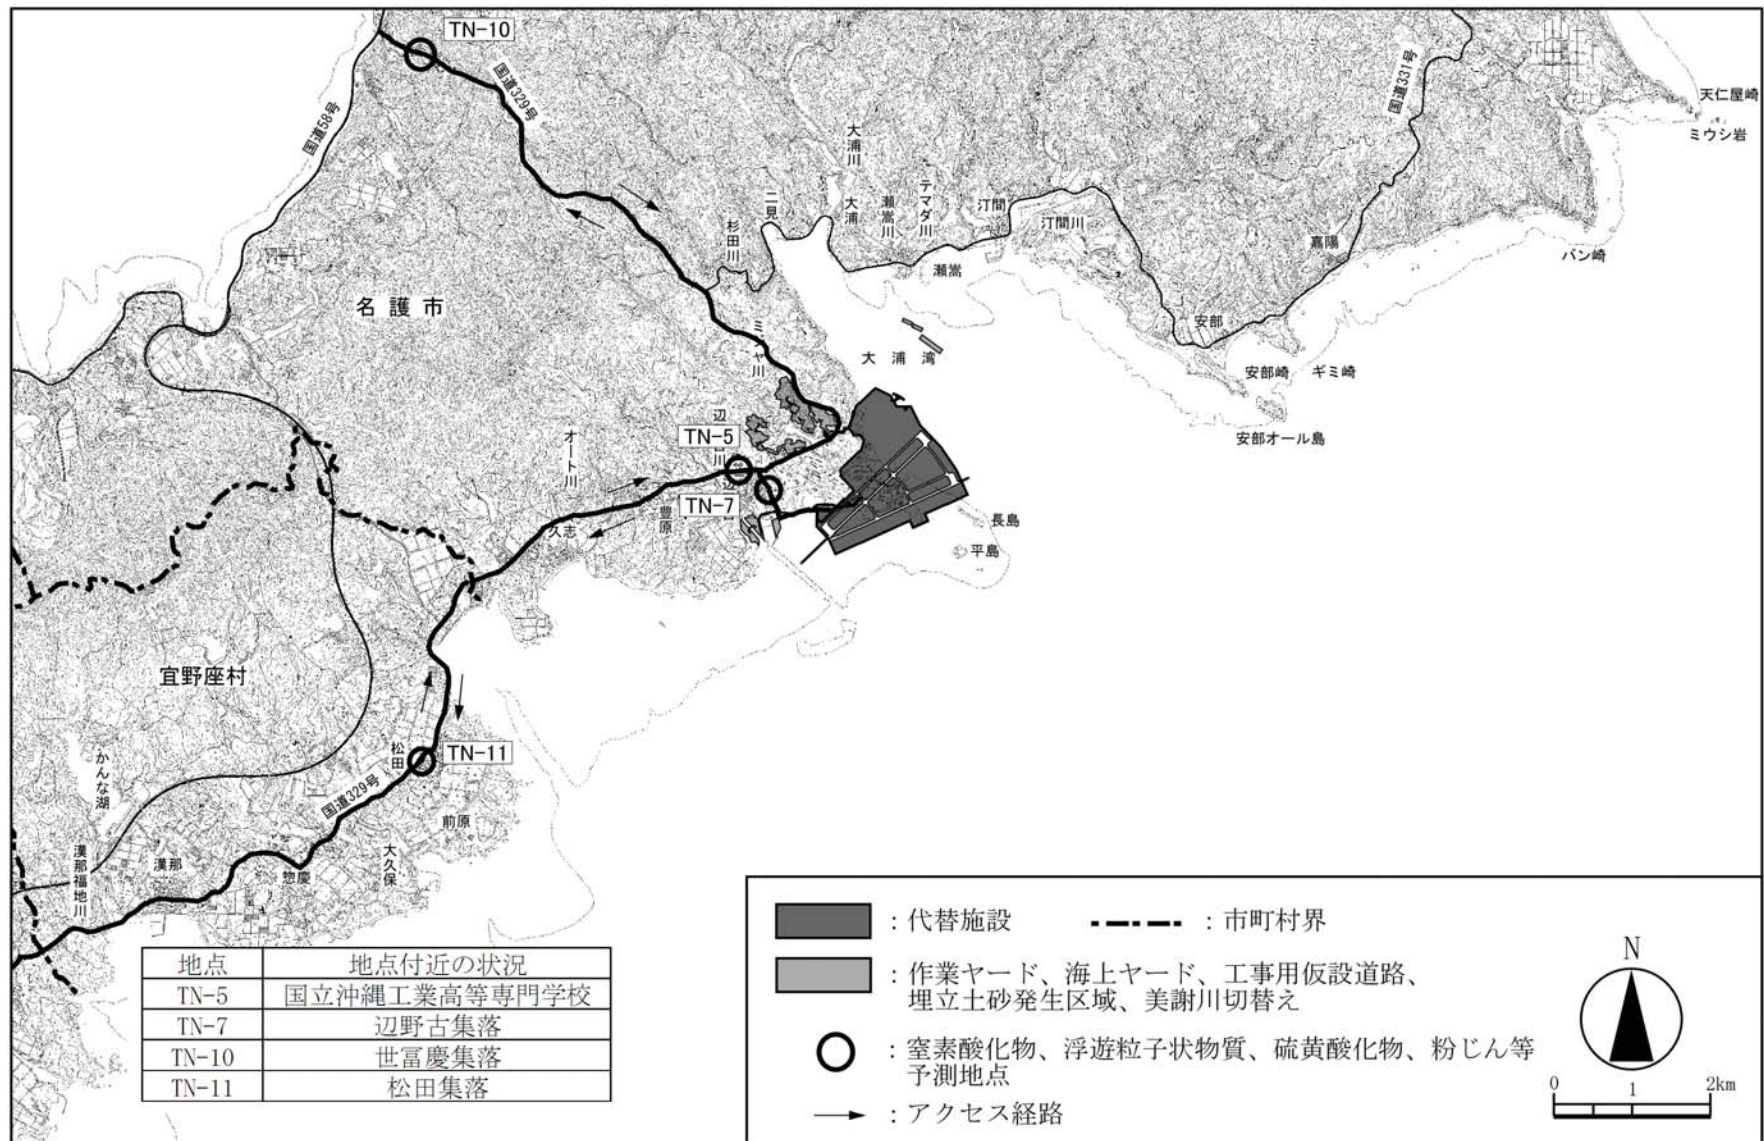 TN-10
国道329号
国道58号
国道331号
天仁屋崎
ミウシ岩
大浦川
テマダ川
瀬嵩川
大浦
二見
杉田川
汀間
汀間川
嘉陽
バン崎
瀬嵩
名護市
安部
大浦湾
安部崎
ギミ崎
安部オール島
TN-5
オート川
TN-7
豊原
久志
長島
平島
宜野座村
松田
TN-11
かんな湖
国道329号
前原
漢那福地川
漢那
惣慶
大久保
地点 地点付近の状況
TN-5 国立沖縄工業高等専門学校
TN-7 辺野古集落
TN-10 世冨慶集落
TN-11 松田集落
：代替施設 ：市町村界
：作業ヤード、海上ヤード、工事用仮設道路、
埋立土砂発生区域、美謝川切替え
：窒素酸化物、浮遊粒子状物質、硫黄酸化物、粉じん等
予測地点
：アクセス経路
N
0 1 2km